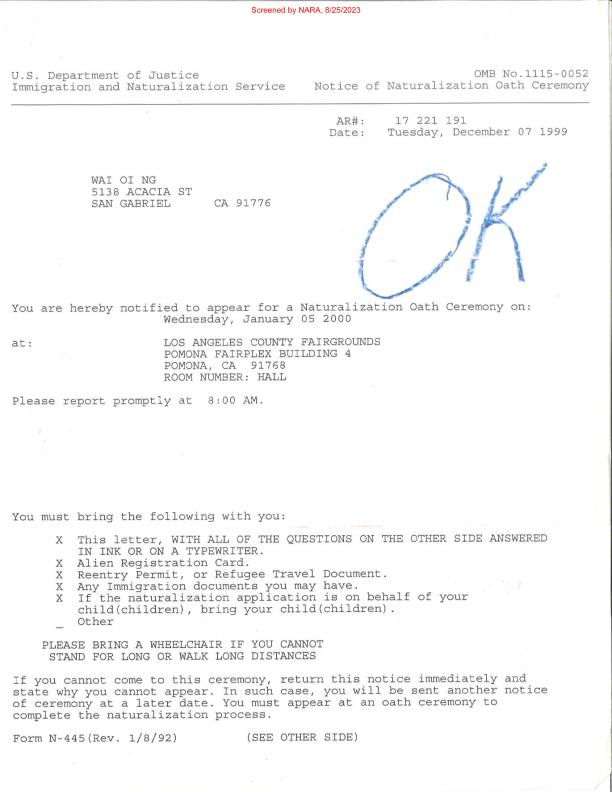 Screened by NARA, 8/25/2023
U.S. Department of Justice OMB No.1115-0052
Immigration and Naturalization Service Notice of Naturalization Oath Ceremony
AR#: 17 221 191
Date: Tuesday, December 07 1999
WAI OI NG
5138 ACACIA ST
SAN GABRIEL CA 91776
OK
You are hereby notified to appear for a Naturalization Oath Ceremony on:
Wednesday, January 05 2000
at: LOS ANGELES COUNTY FAIRGROUNDS
POMONA FAIRPLEX BUILDING 4
POMONA, CA 91768
ROOM NUMBER: HALL
Please report promptly at 8:00 AM.
You must bring the following with you:
X This letter, WITH ALL OF THE QUESTIONS ON THE OTHER SIDE ANSWERED
IN INK OR ON A TYPEWRITER.
X Alien Registration Card.
X Reentry Permit, or Refugee Travel Document.
X Any Immigration documents you may have.
X If the naturalization application is on behalf of your
child(children), bring your child(children).
_ Other
PLEASE BRING A WHEELCHAIR IF YOU CANNOT
STAND FOR LONG OR WALK LONG DISTANCES
If you cannot come to this ceremony, return this notice immediately and
state why you cannot appear. In such case, you will be sent another notice
of ceremony at a later date. You must appear at an oath ceremony to
complete the naturalization process.
Form N-445(Rev. 1/8/92) (SEE OTHER SIDE)